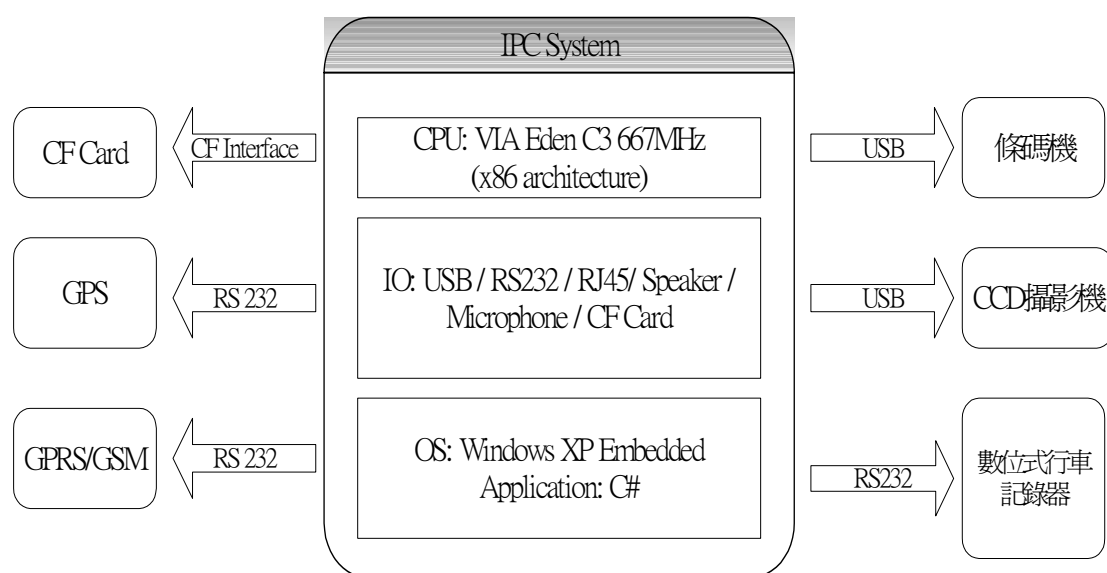 IPC System
CF Card
CF Interface
CPU: VIA Eden C3 667MHz
(x86 architecture)
USB
條碼機
GPS
RS 232
IO: USB / RS232 / RJ45/ Speaker /
Microphone / CF Card
USB
CCD攝影機
GPRS/GSM
RS 232
OS: Windows XP Embedded
Application: C#
RS232
數位式行車
記錄器